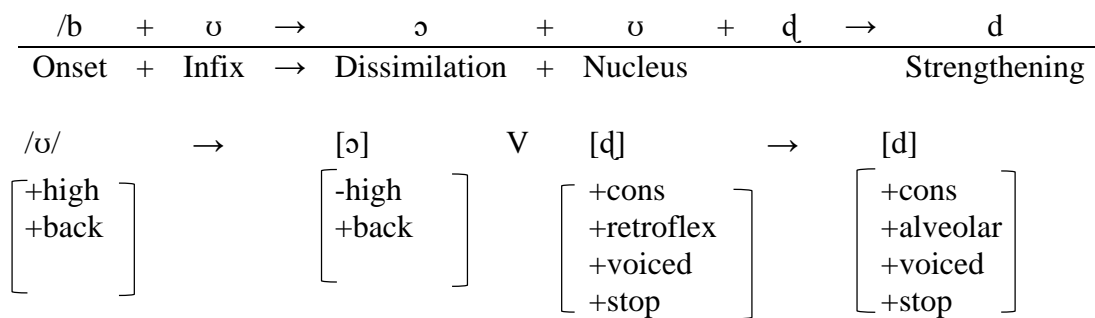 /b + ʊ → ɔ + ʊ + ɖ → d
Onset + Infix → Dissimilation + Nucleus Strengthening
/ʊ/ → [ɔ] V [ɖ] → [d]
+high -high +cons +cons
+back +back +retroflex +alveolar
+voiced +voiced
+stop +stop